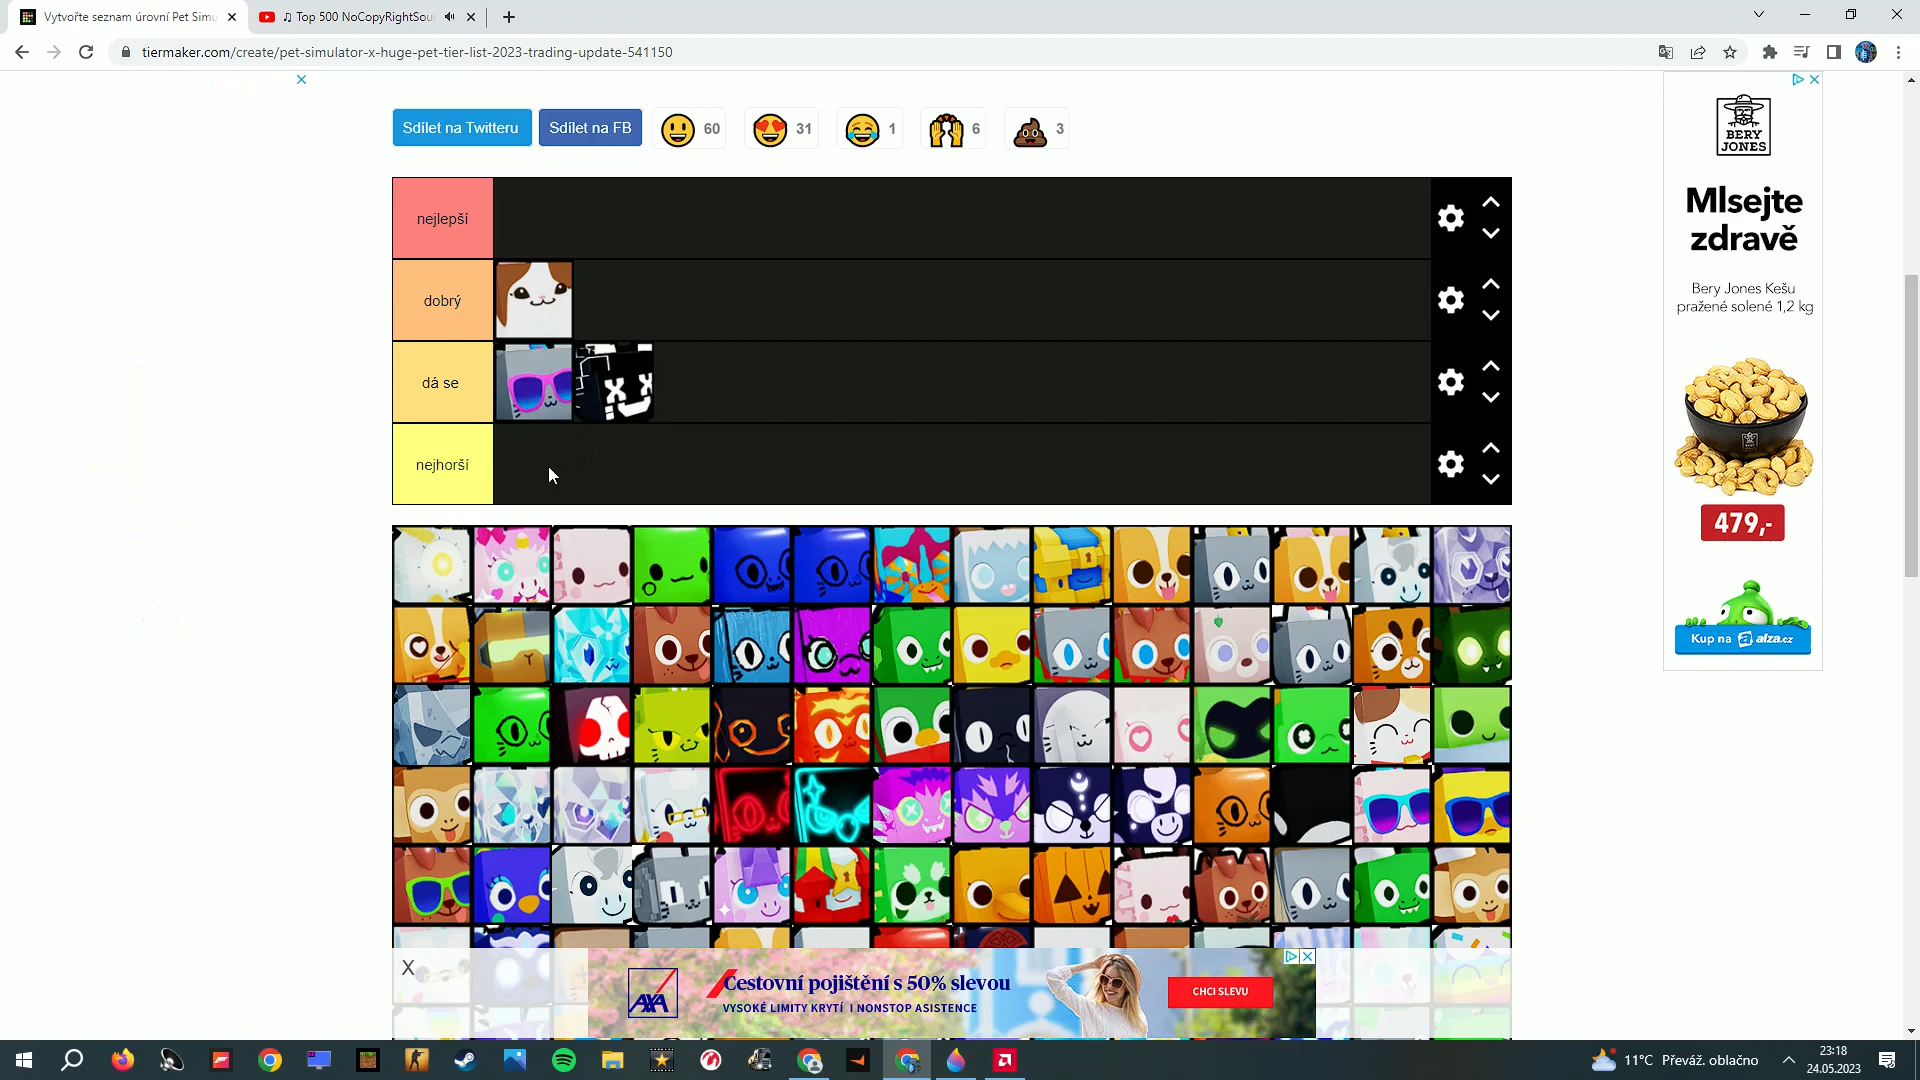 Vytvořte seznam úrovní Pet Simu
♫ Top 500 NoCopyRightSou
tiermaker.com/create/pet-simulator-x-huge-pet-tier-list-2023-trading-update-541150
Sdílet na Twitteru
Sdílet na FB
60
31
1
6
3
nejlepší
dobrý
dá se
nejhorší
BERY
JONES
Mlsejte
zdravě
Bery Jones Kešu
pražené solené 1,2 kg
479,-
Kup na alza.cz
X
AXA
Cestovní pojištění s 50% slevou
VYSOKÉ LIMITY KRYTÍ I NONSTOP ASISTENCE
CHCI SLEVU
11°C Převáž. oblačno
23:18
24.05.2023